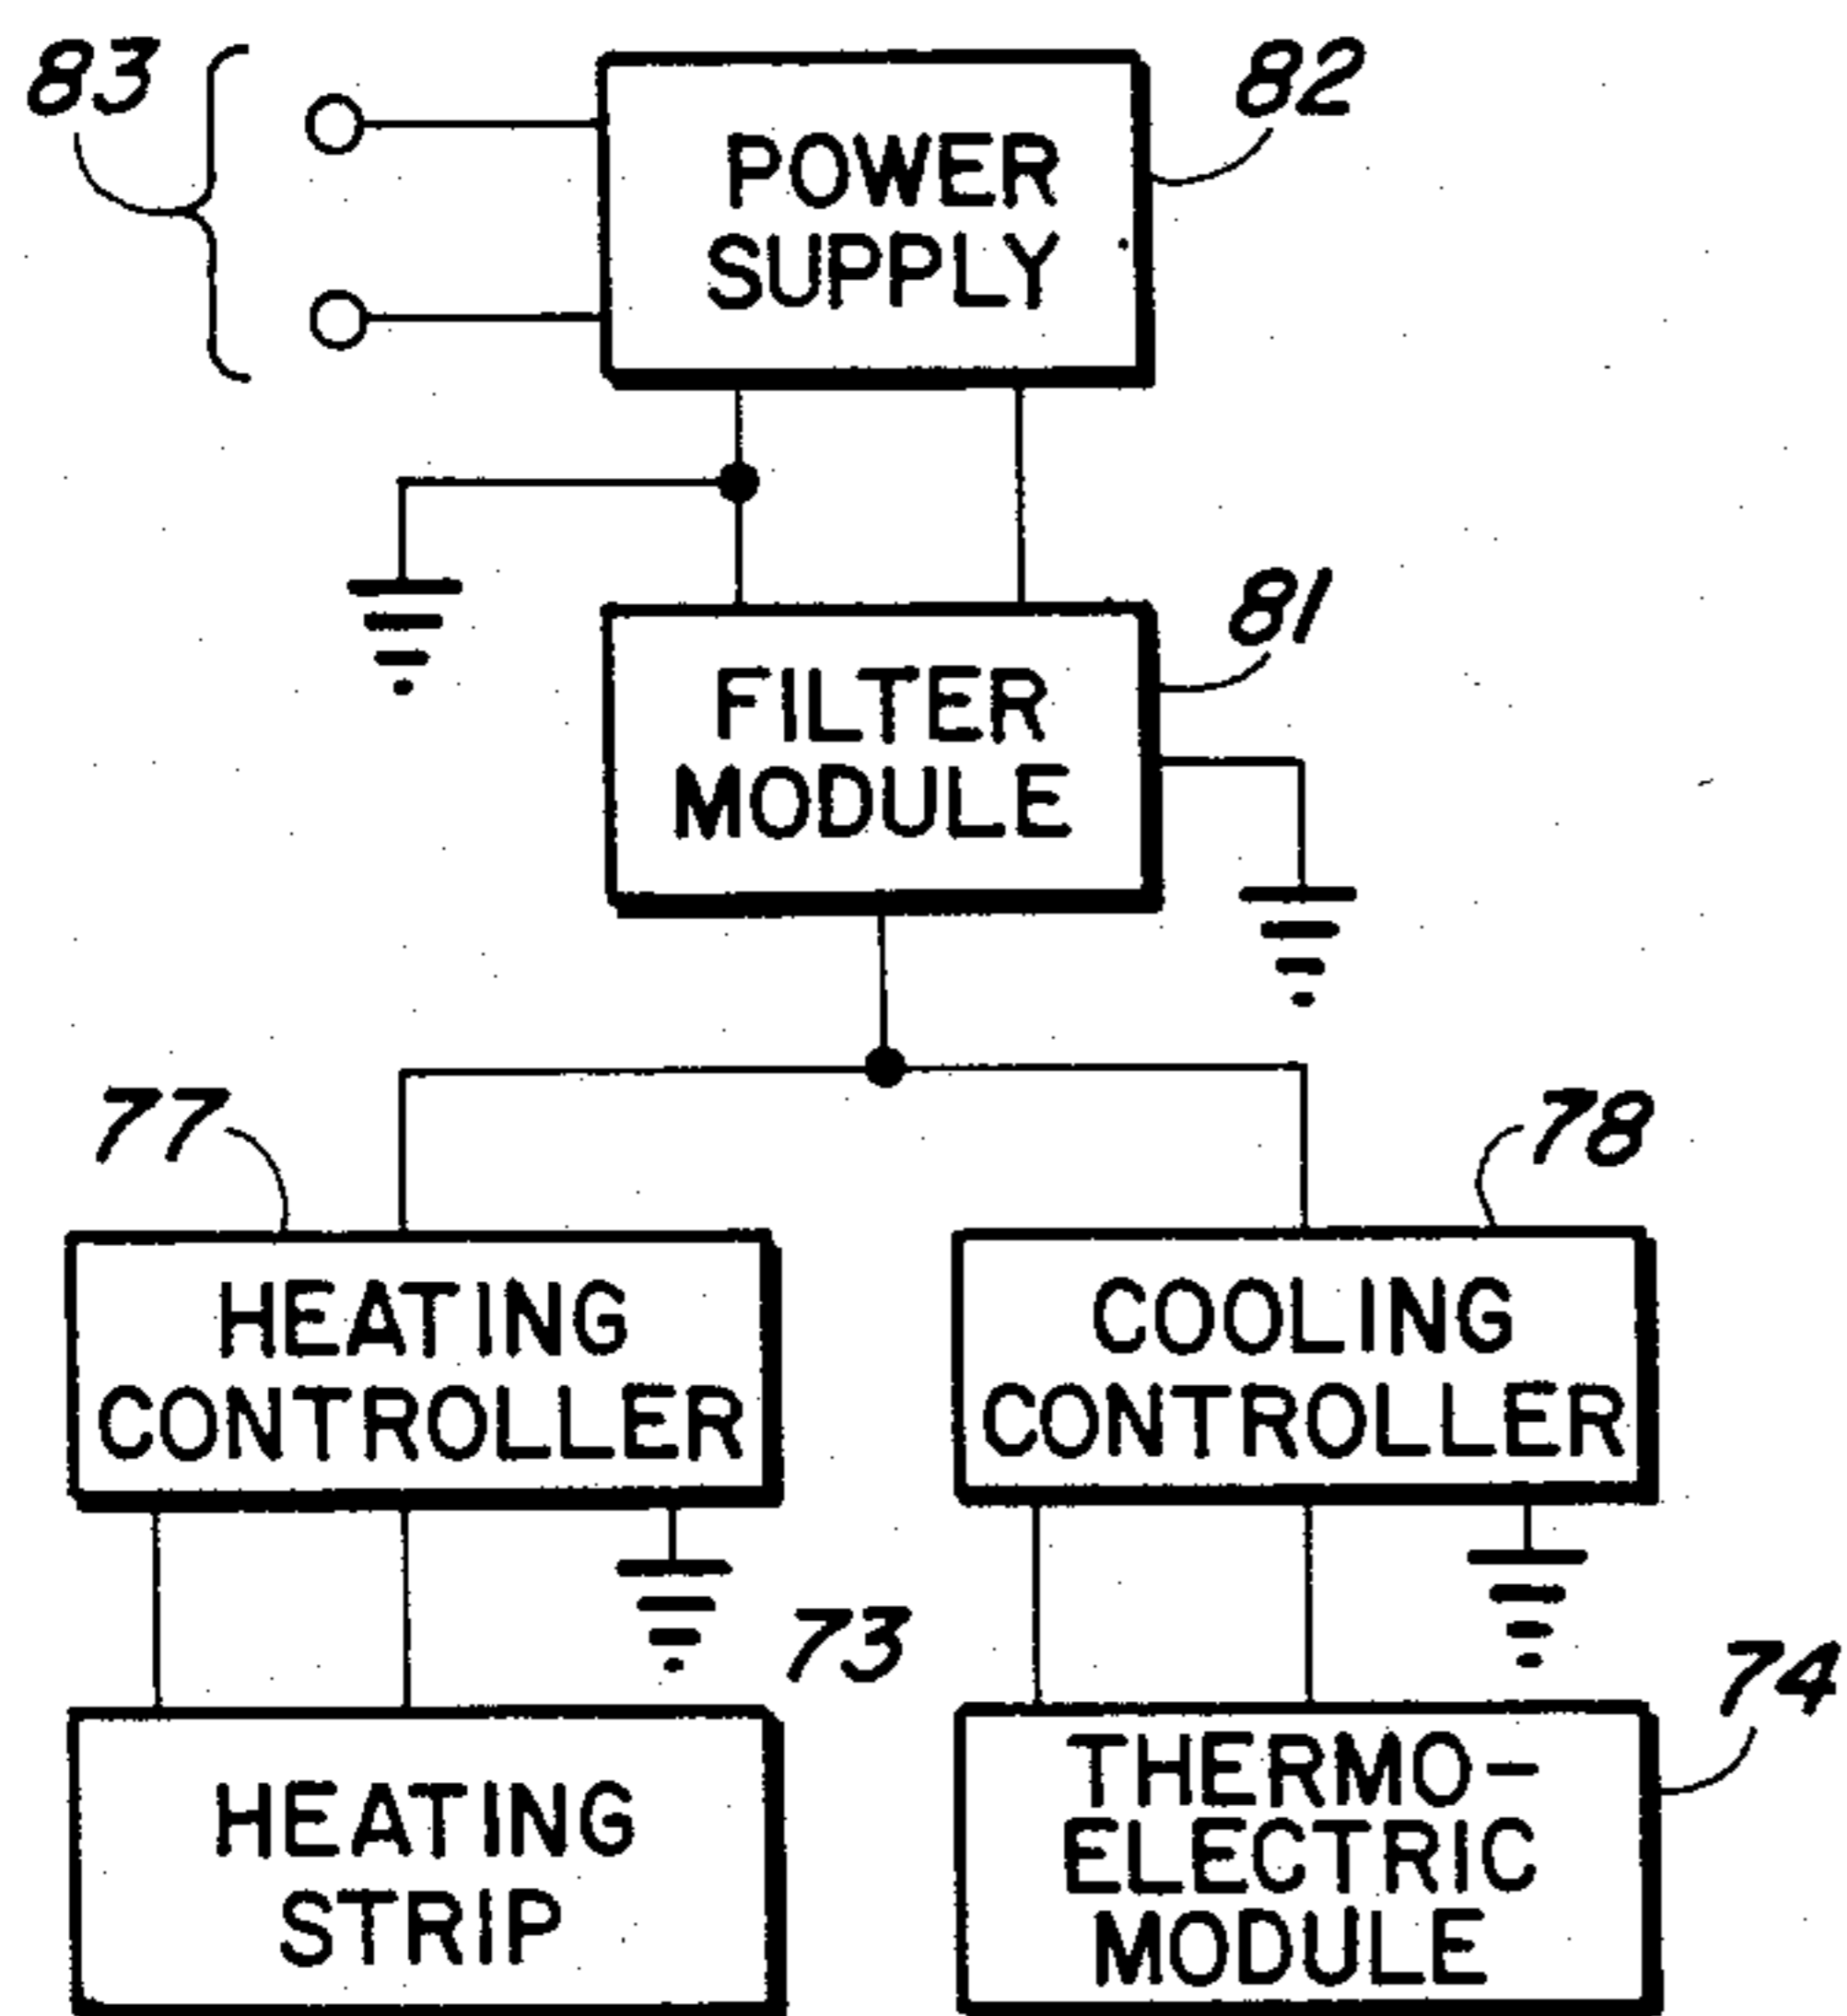 83
82
POWER
SUPPLY
81
FILTER
MODULE
77
78
HEATING
CONTROLLER
COOLING
CONTROLLER
73
74
HEATING
STRIP
THERMO-
ELECTRIC
MODULE